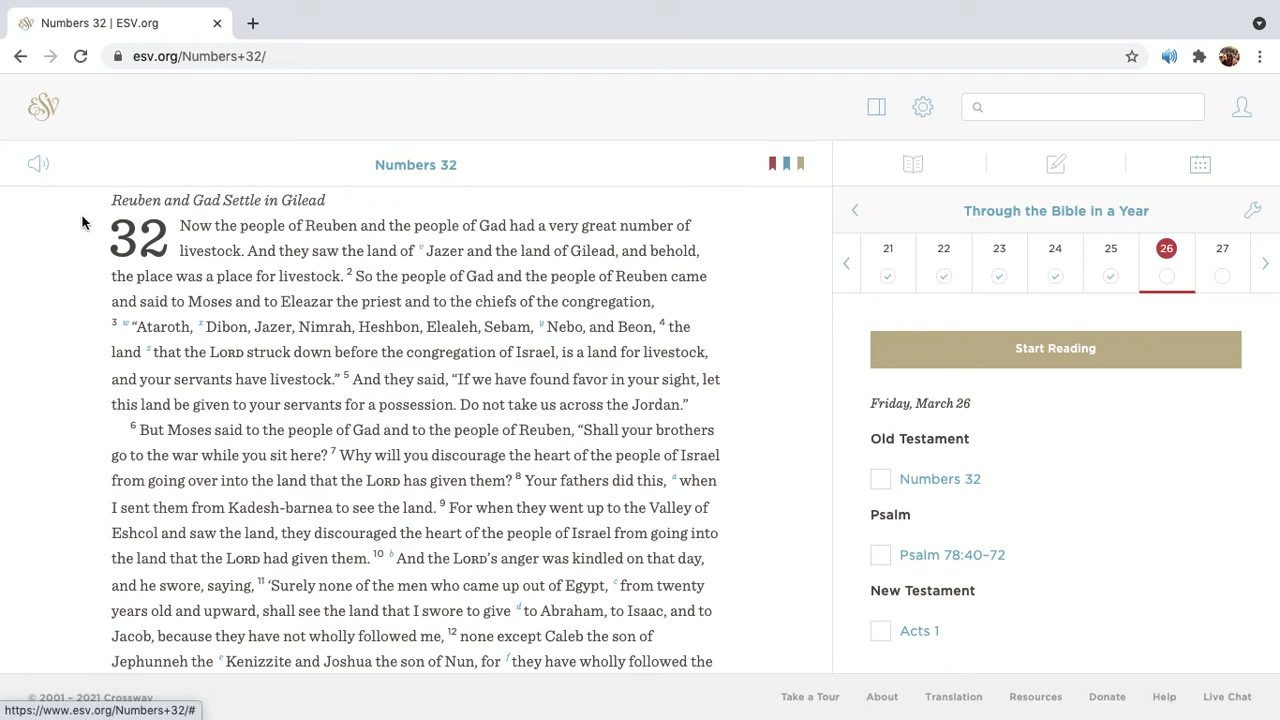 Numbers 32 | ESV.org
esv.org/Numbers+32/
ESV
Numbers 32
Reuben and Gad Settle in Gilead
32 Now the people of Reuben and the people of Gad had a very great number of
livestock. And they saw the land of v Jazer and the land of Gilead, and behold,
the place was a place for livestock. 2 So the people of Gad and the people of Reuben came
and said to Moses and to Eleazar the priest and to the chiefs of the congregation,
3 w “Ataroth, x Dibon, Jazer, Nimrah, Heshbon, Elealeh, Sebam, y Nebo, and Beon, 4 the
land z that the LORD struck down before the congregation of Israel, is a land for livestock,
and your servants have livestock.” 5 And they said, “If we have found favor in your sight, let
this land be given to your servants for a possession. Do not take us across the Jordan.”
6 But Moses said to the people of Gad and to the people of Reuben, “Shall your brothers
go to the war while you sit here? 7 Why will you discourage the heart of the people of Israel
from going over into the land that the LORD has given them? 8 Your fathers did this, a when
I sent them from Kadesh-barnea to see the land. 9 For when they went up to the Valley of
Eshcol and saw the land, they discouraged the heart of the people of Israel from going into
the land that the LORD had given them. 10 b And the LORD’s anger was kindled on that day,
and he swore, saying, 11 ‘Surely none of the men who came up out of Egypt, c from twenty
years old and upward, shall see the land that I swore to give d to Abraham, to Isaac, and to
Jacob, because they have not wholly followed me, 12 none except Caleb the son of
Jephunneh the e Kenizzite and Joshua the son of Nun, for f they have wholly followed the
Through the Bible in a Year
21 22 23 24 25 26 27
Start Reading
Friday, March 26
Old Testament
Numbers 32
Psalm
Psalm 78:40–72
New Testament
Acts 1
© 2001 – 2021 Crossway
Take a Tour About Translation Resources Donate Help Live Chat
https://www.esv.org/Numbers+32/#